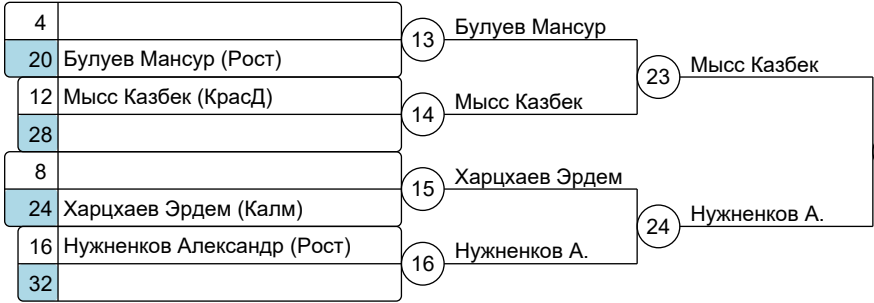 4
20 Булуев Мансур (Рост)
13 Булуев Мансур
12 Мысс Казбек (КрасД)
28
14 Мысс Казбек
23 Мысс Казбек
8
24 Харцхаев Эрдем (Калм)
15 Харцхаев Эрдем
16 Нужненков Александр (Рост)
32
16 Нужненков А.
24 Нужненков А.